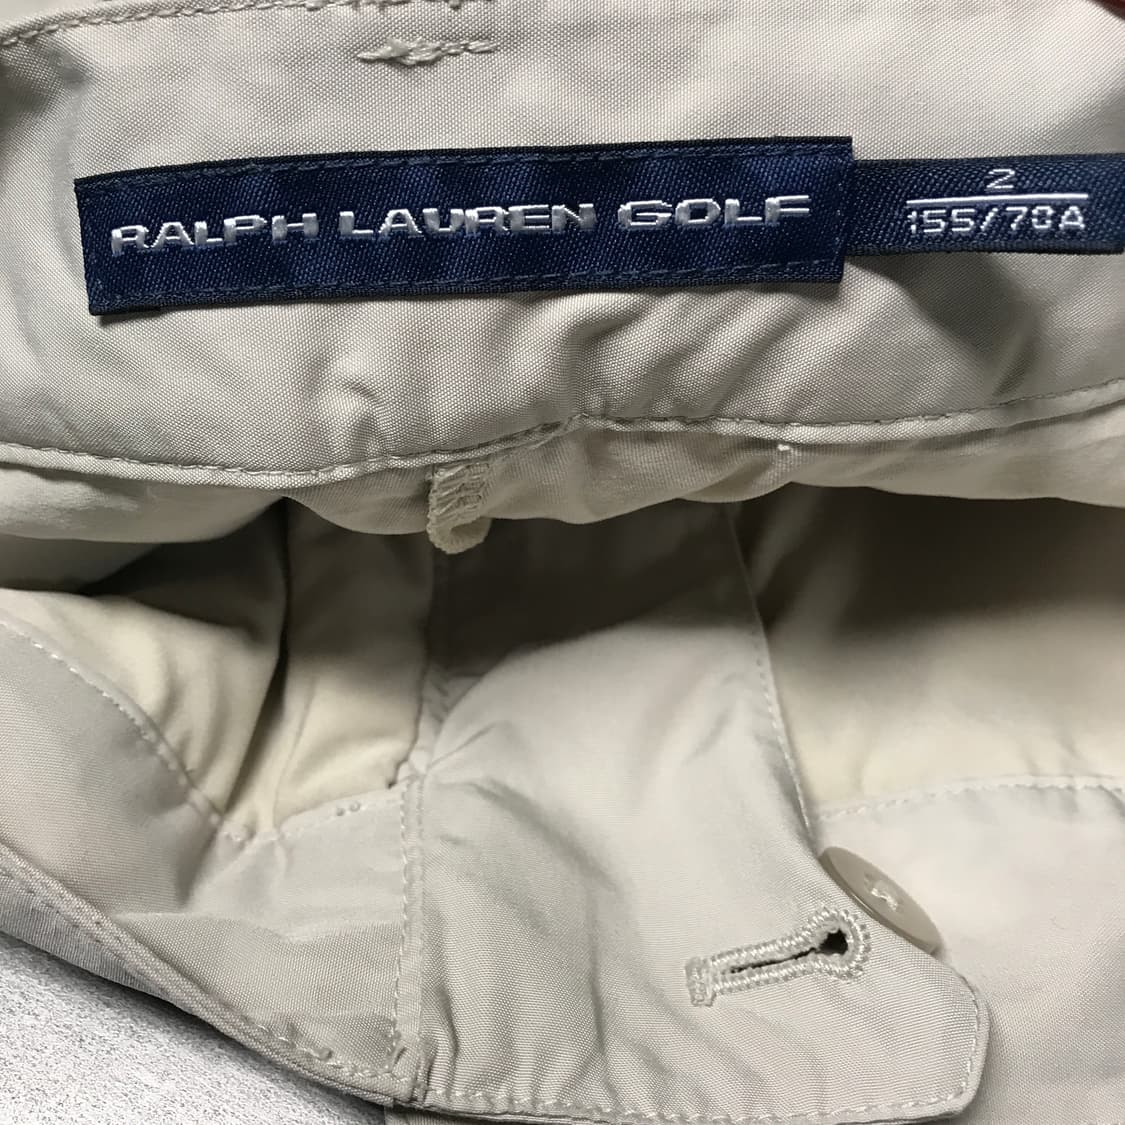 RALPH LAUREN GOLF
2
155/70A